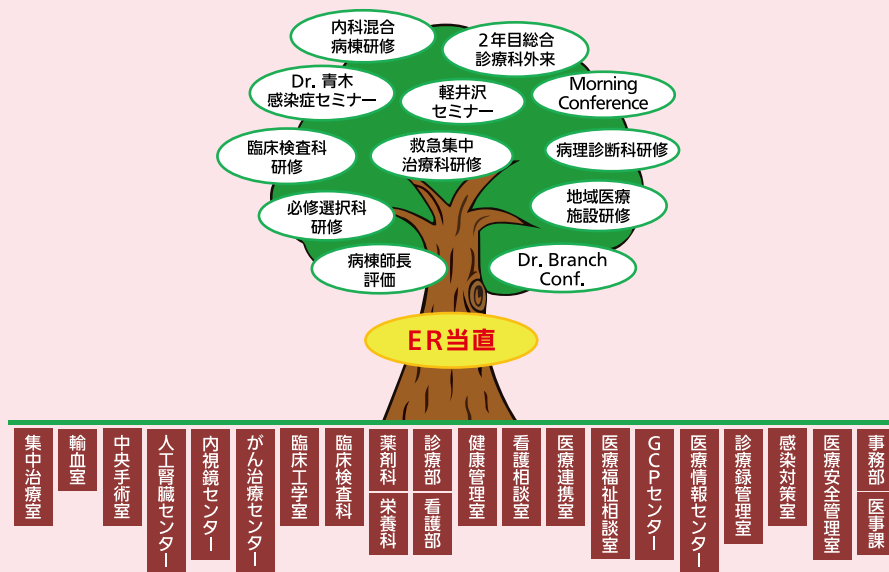 内科混合
病棟研修
2年目総合
診療科外来
Dr. 青木
感染症セミナー
軽井沢
セミナー
Morning
Conference
臨床検査科
研修
救急集中
治療科研修
病理診断科研修
必修選択科
研修
地域医療
施設研修
病棟師長
評価
Dr. Branch
Conf.
ER当直
集中治療室
輸血室
中央手術室
人工腎臓センター
内視鏡センター
がん治療センター
臨床工学室
臨床検査科
薬剤科
栄養科
診療部
看護部
健康管理室
看護相談室
医療連携室
医療福祉相談室
GCPセンター
医療情報センター
診療録管理室
感染対策室
医療安全管理室
事務部
医事課